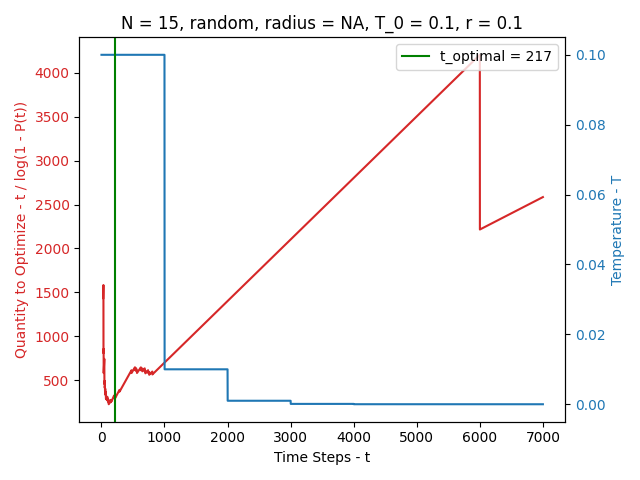 N = 15, random, radius = NA, T_0 = 0.1, r = 0.1
t_optimal = 217
Quantity to Optimize - t / log(1 - P(t))
4000
3500
3000
2500
2000
1500
1000
500
0.10
0.08
0.06
0.04
0.02
0.00
Temperature - T
0 1000 2000 3000 4000 5000 6000 7000
Time Steps - t